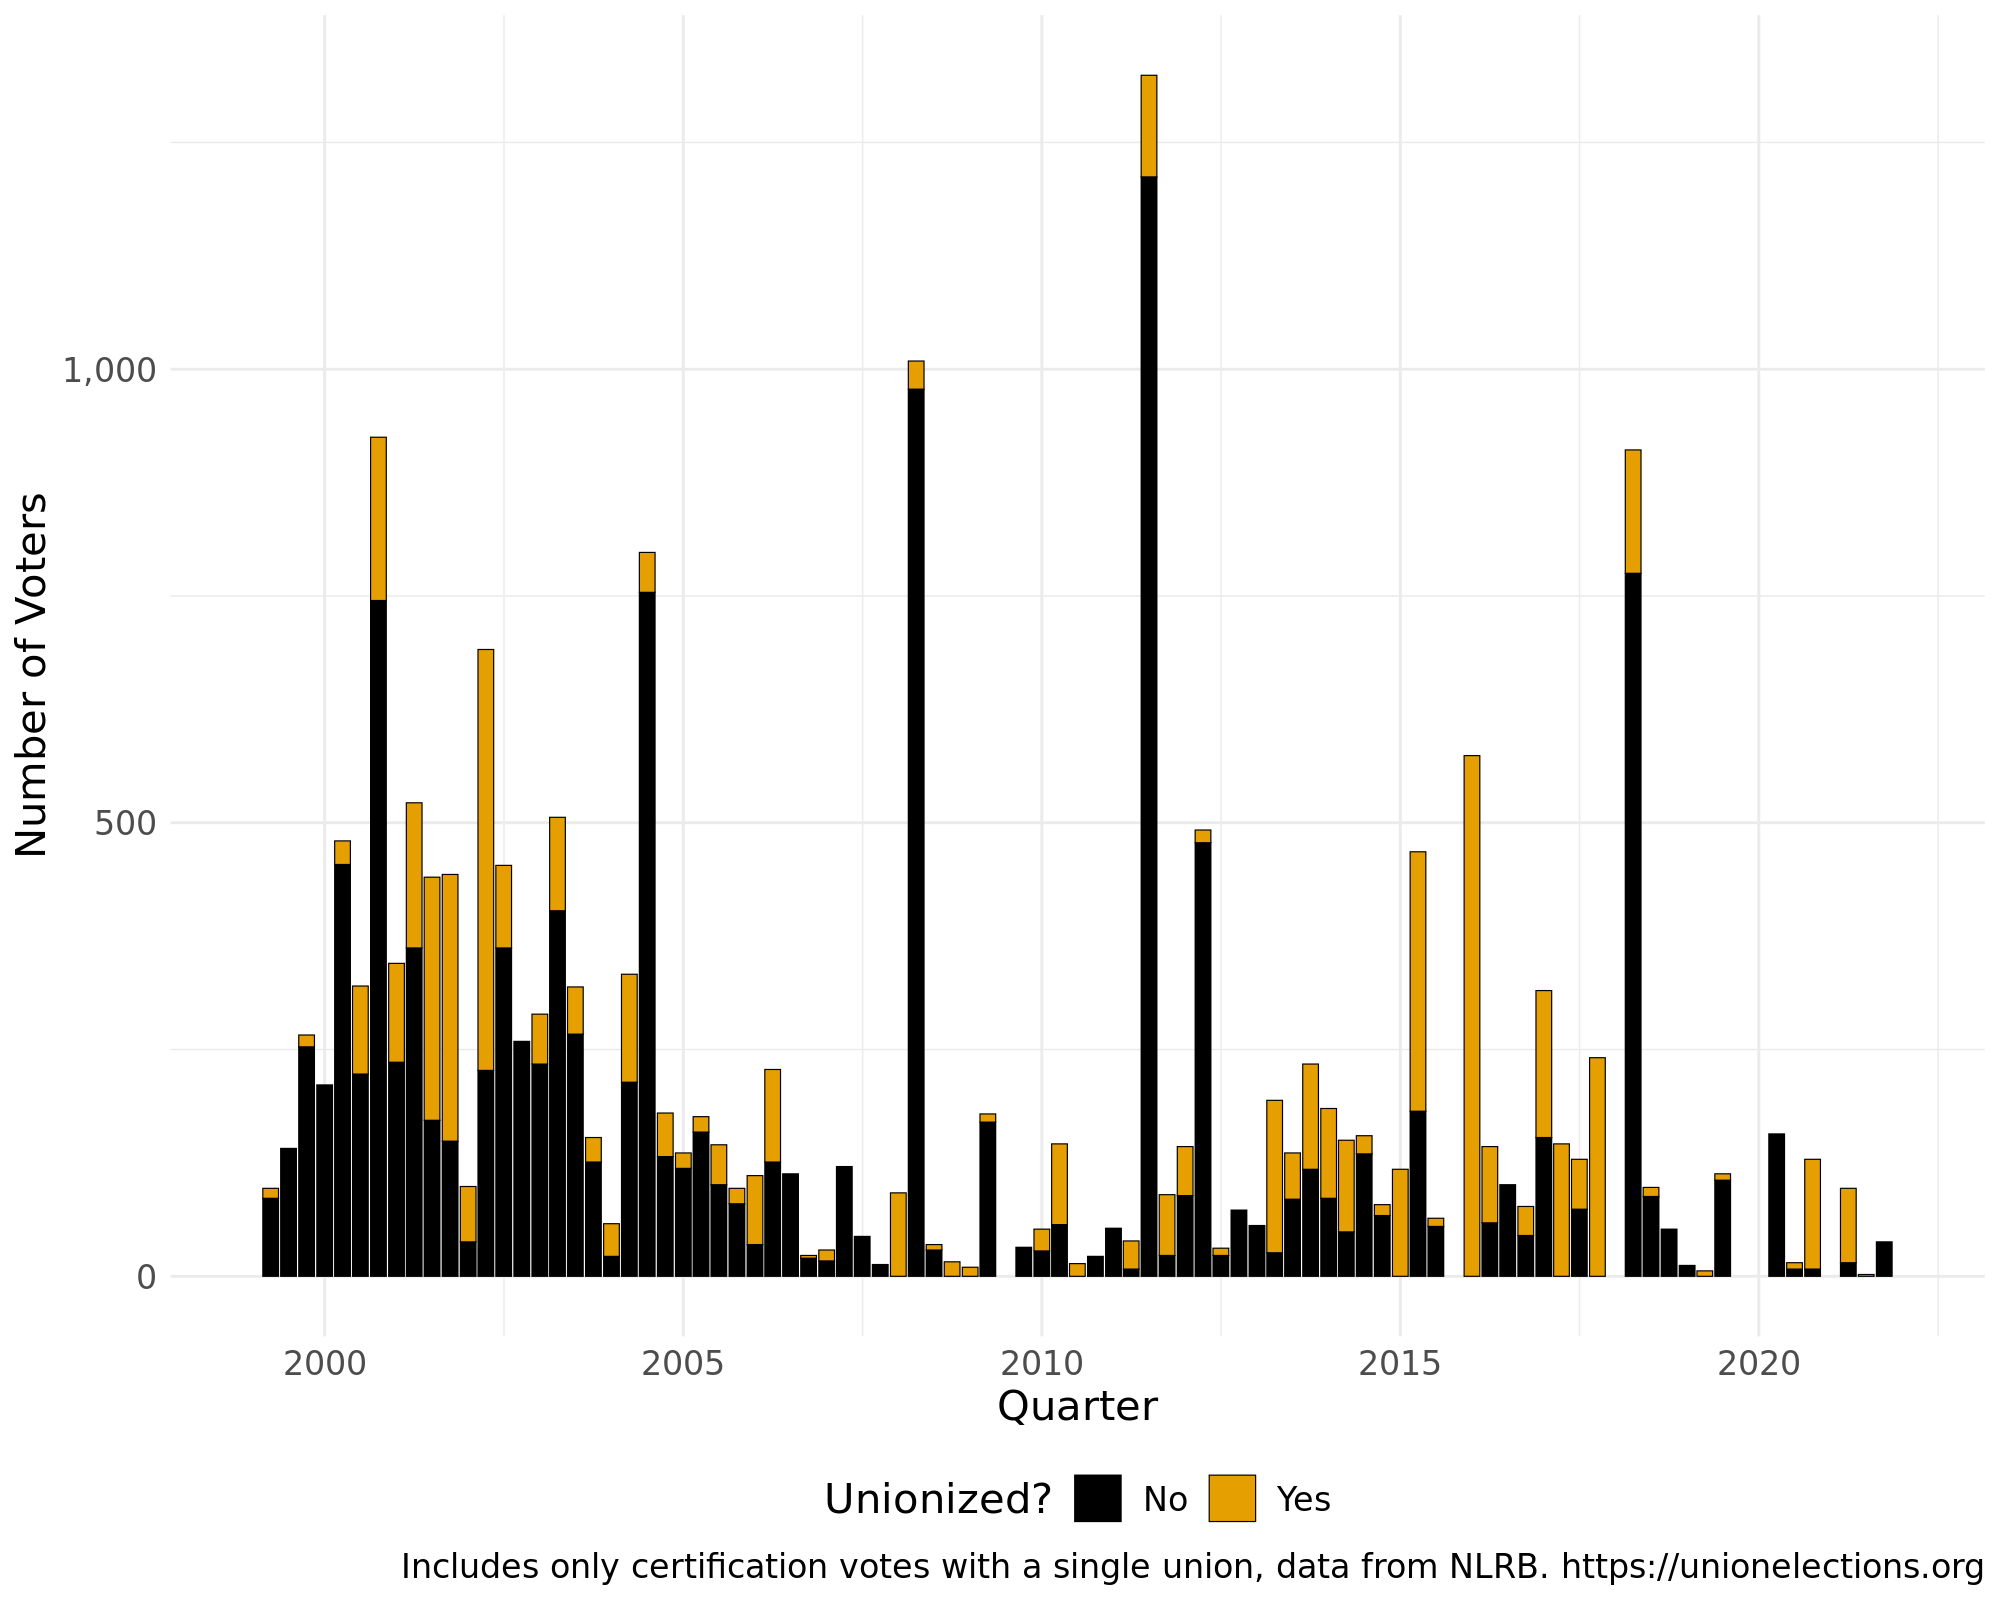 Number of Voters
1,000
500
0
2000 2005 2010 2015 2020
Quarter
Unionized? No Yes
Includes only certification votes with a single union, data from NLRB. https://unionelections.org